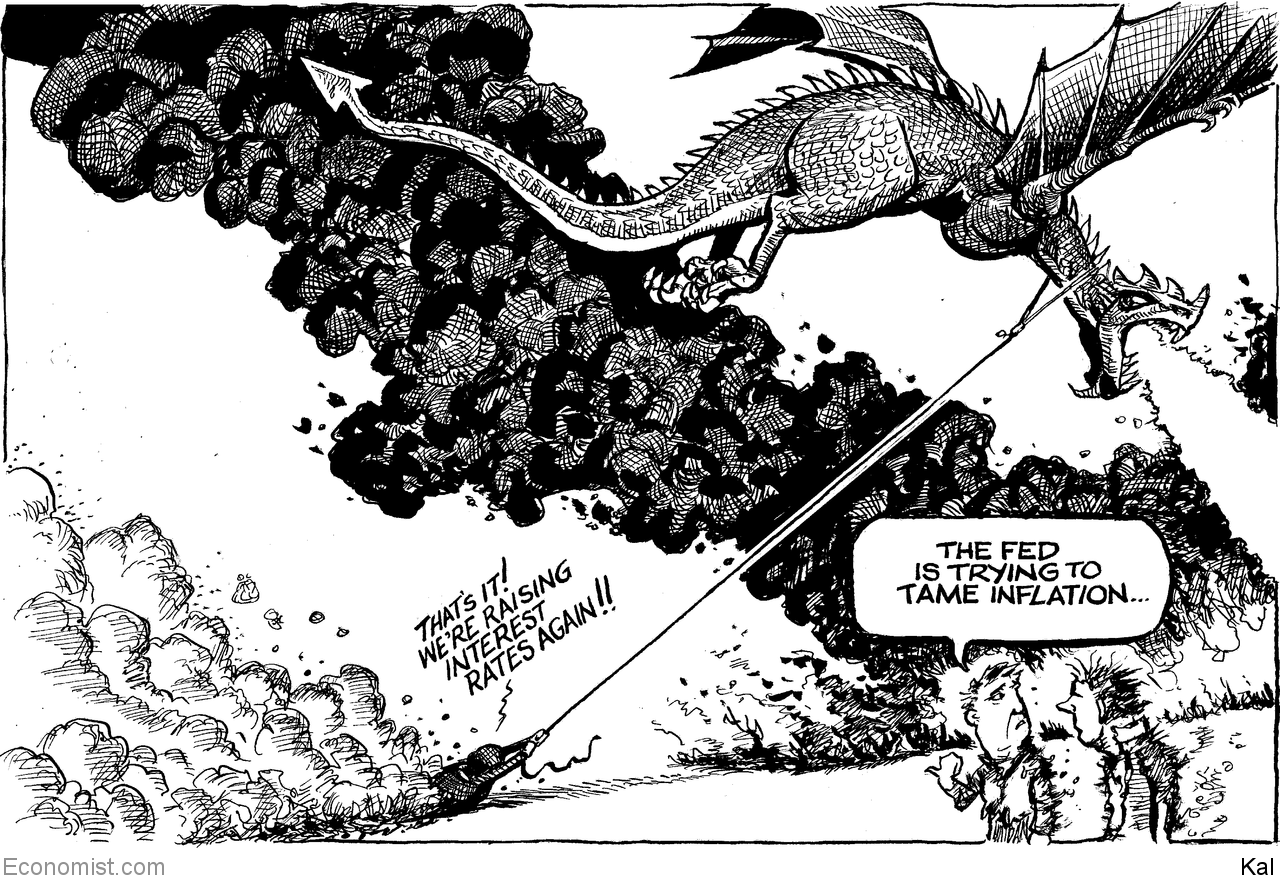 THAT'S IT!
WE'RE RAISING
INTEREST
RATES AGAIN!!
THE FED
IS TRYING TO
TAME INFLATION...
Economist.com
Kal